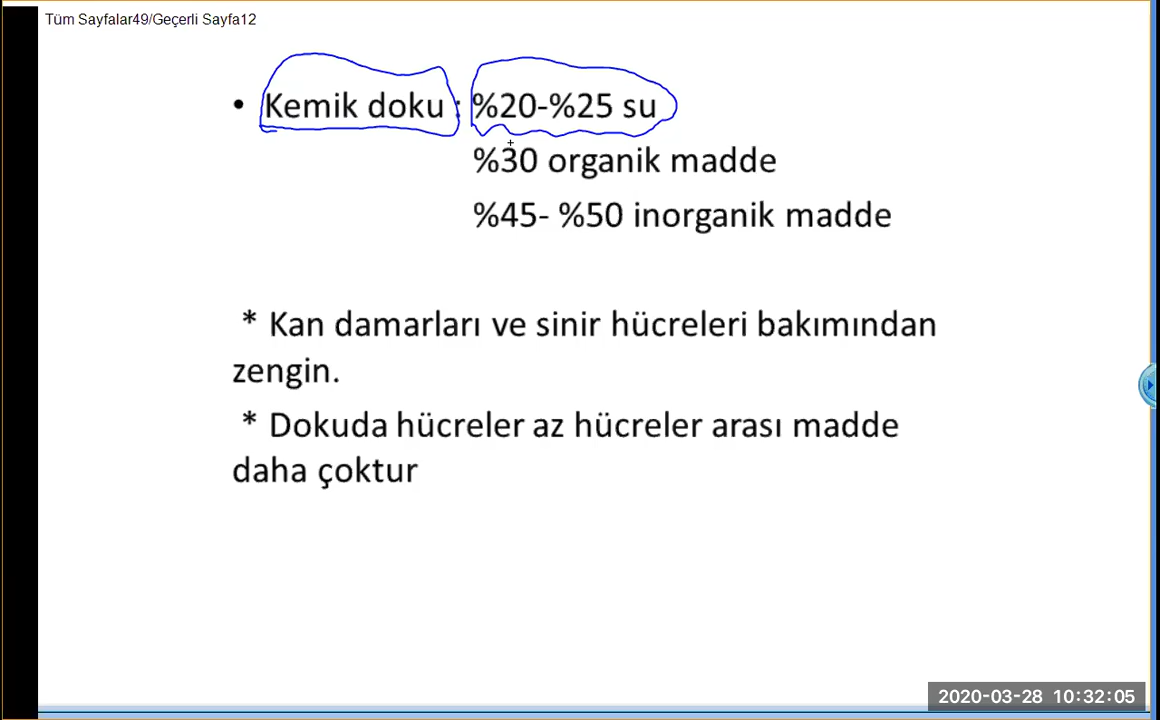 Tüm Sayfalar49/Geçerli Sayfa12
• Kemik doku : %20-%25 su
%30 organik madde
%45- %50 inorganik madde
* Kan damarları ve sinir hücreleri bakımından
zengin.
* Dokuda hücreler az hücreler arası madde
daha çoktur
2020-03-28 10:32:05